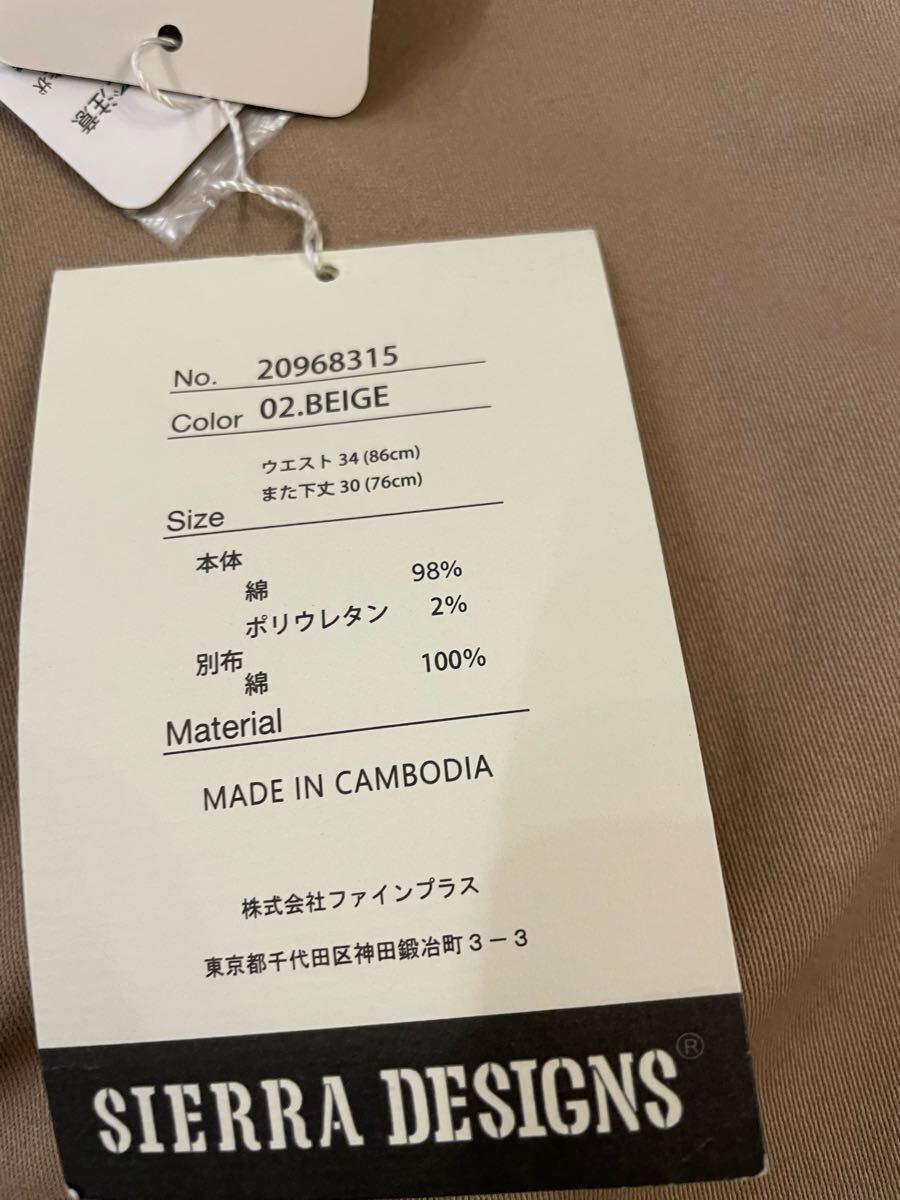 注意
No. 20968315
Color 02.BEIGE
ウエスト 34 (86cm)
また下丈 30 (76cm)
Size
本体
綿 98%
ポリウレタン 2%
別布
綿 100%
Material
MADE IN CAMBODIA
株式会社ファインプラス
東京都千代田区神田鍛冶町3－3
SIERRA DESIGNS®